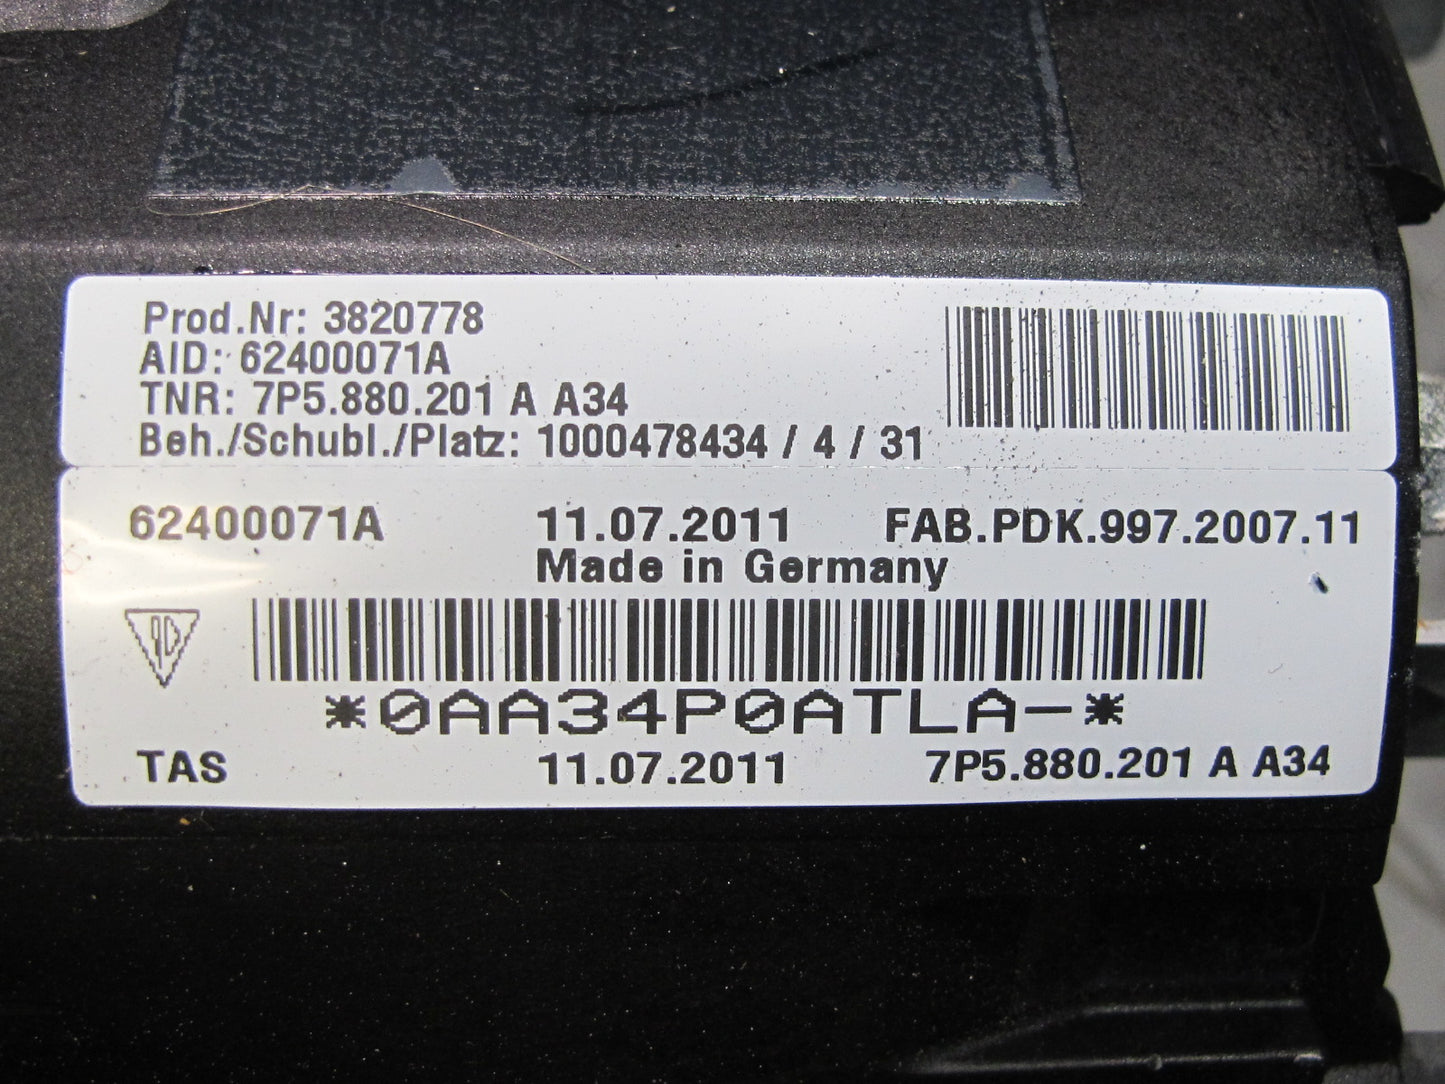 Prod.Nr: 3820778
AID: 62400071A
TNR: 7P5.880.201 A A34
Beh./Schubl./Platz: 1000478434 / 4 / 31
62400071A 11.07.2011 FAB.PDK.997.2007.11
Made in Germany
*0AA34P0ATLA-*
TAS 11.07.2011 7P5.880.201 A A34